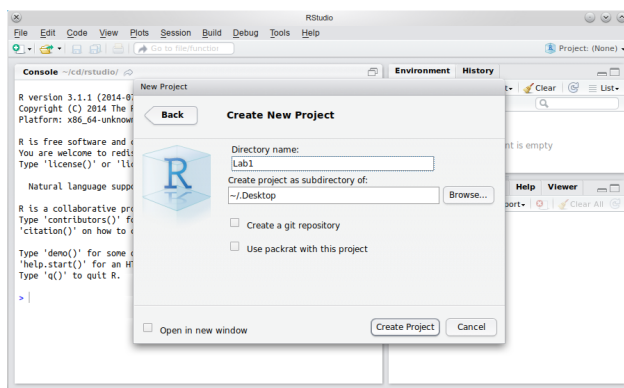 RStudio
File Edit Code View Plots Session Build Debug Tools Help
Go to file/function
Project: (None)
Console ~/cd/rstudio/
Environment History
Clear
List
New Project
Back
Create New Project
R version 3.1.1 (2014-0
Copyright (C) 2014 The
Platform: x86_64-unknow
R is free software and
You are welcome to redis
Type 'license()' or 'lic
Natural language suppo
R is a collaborative pro
Type 'contributors()' fo
'citation()' on how to
Type 'demo()' for some
'help.start()' for an HT
Type 'q()' to quit R.
>
R
Directory name:
Lab1
Create project as subdirectory of:
~/.Desktop
Browse...
Create a git repository
Use packrat with this project
Open in new window
Create Project
Cancel
nt is empty
Help Viewer
port
Clear All